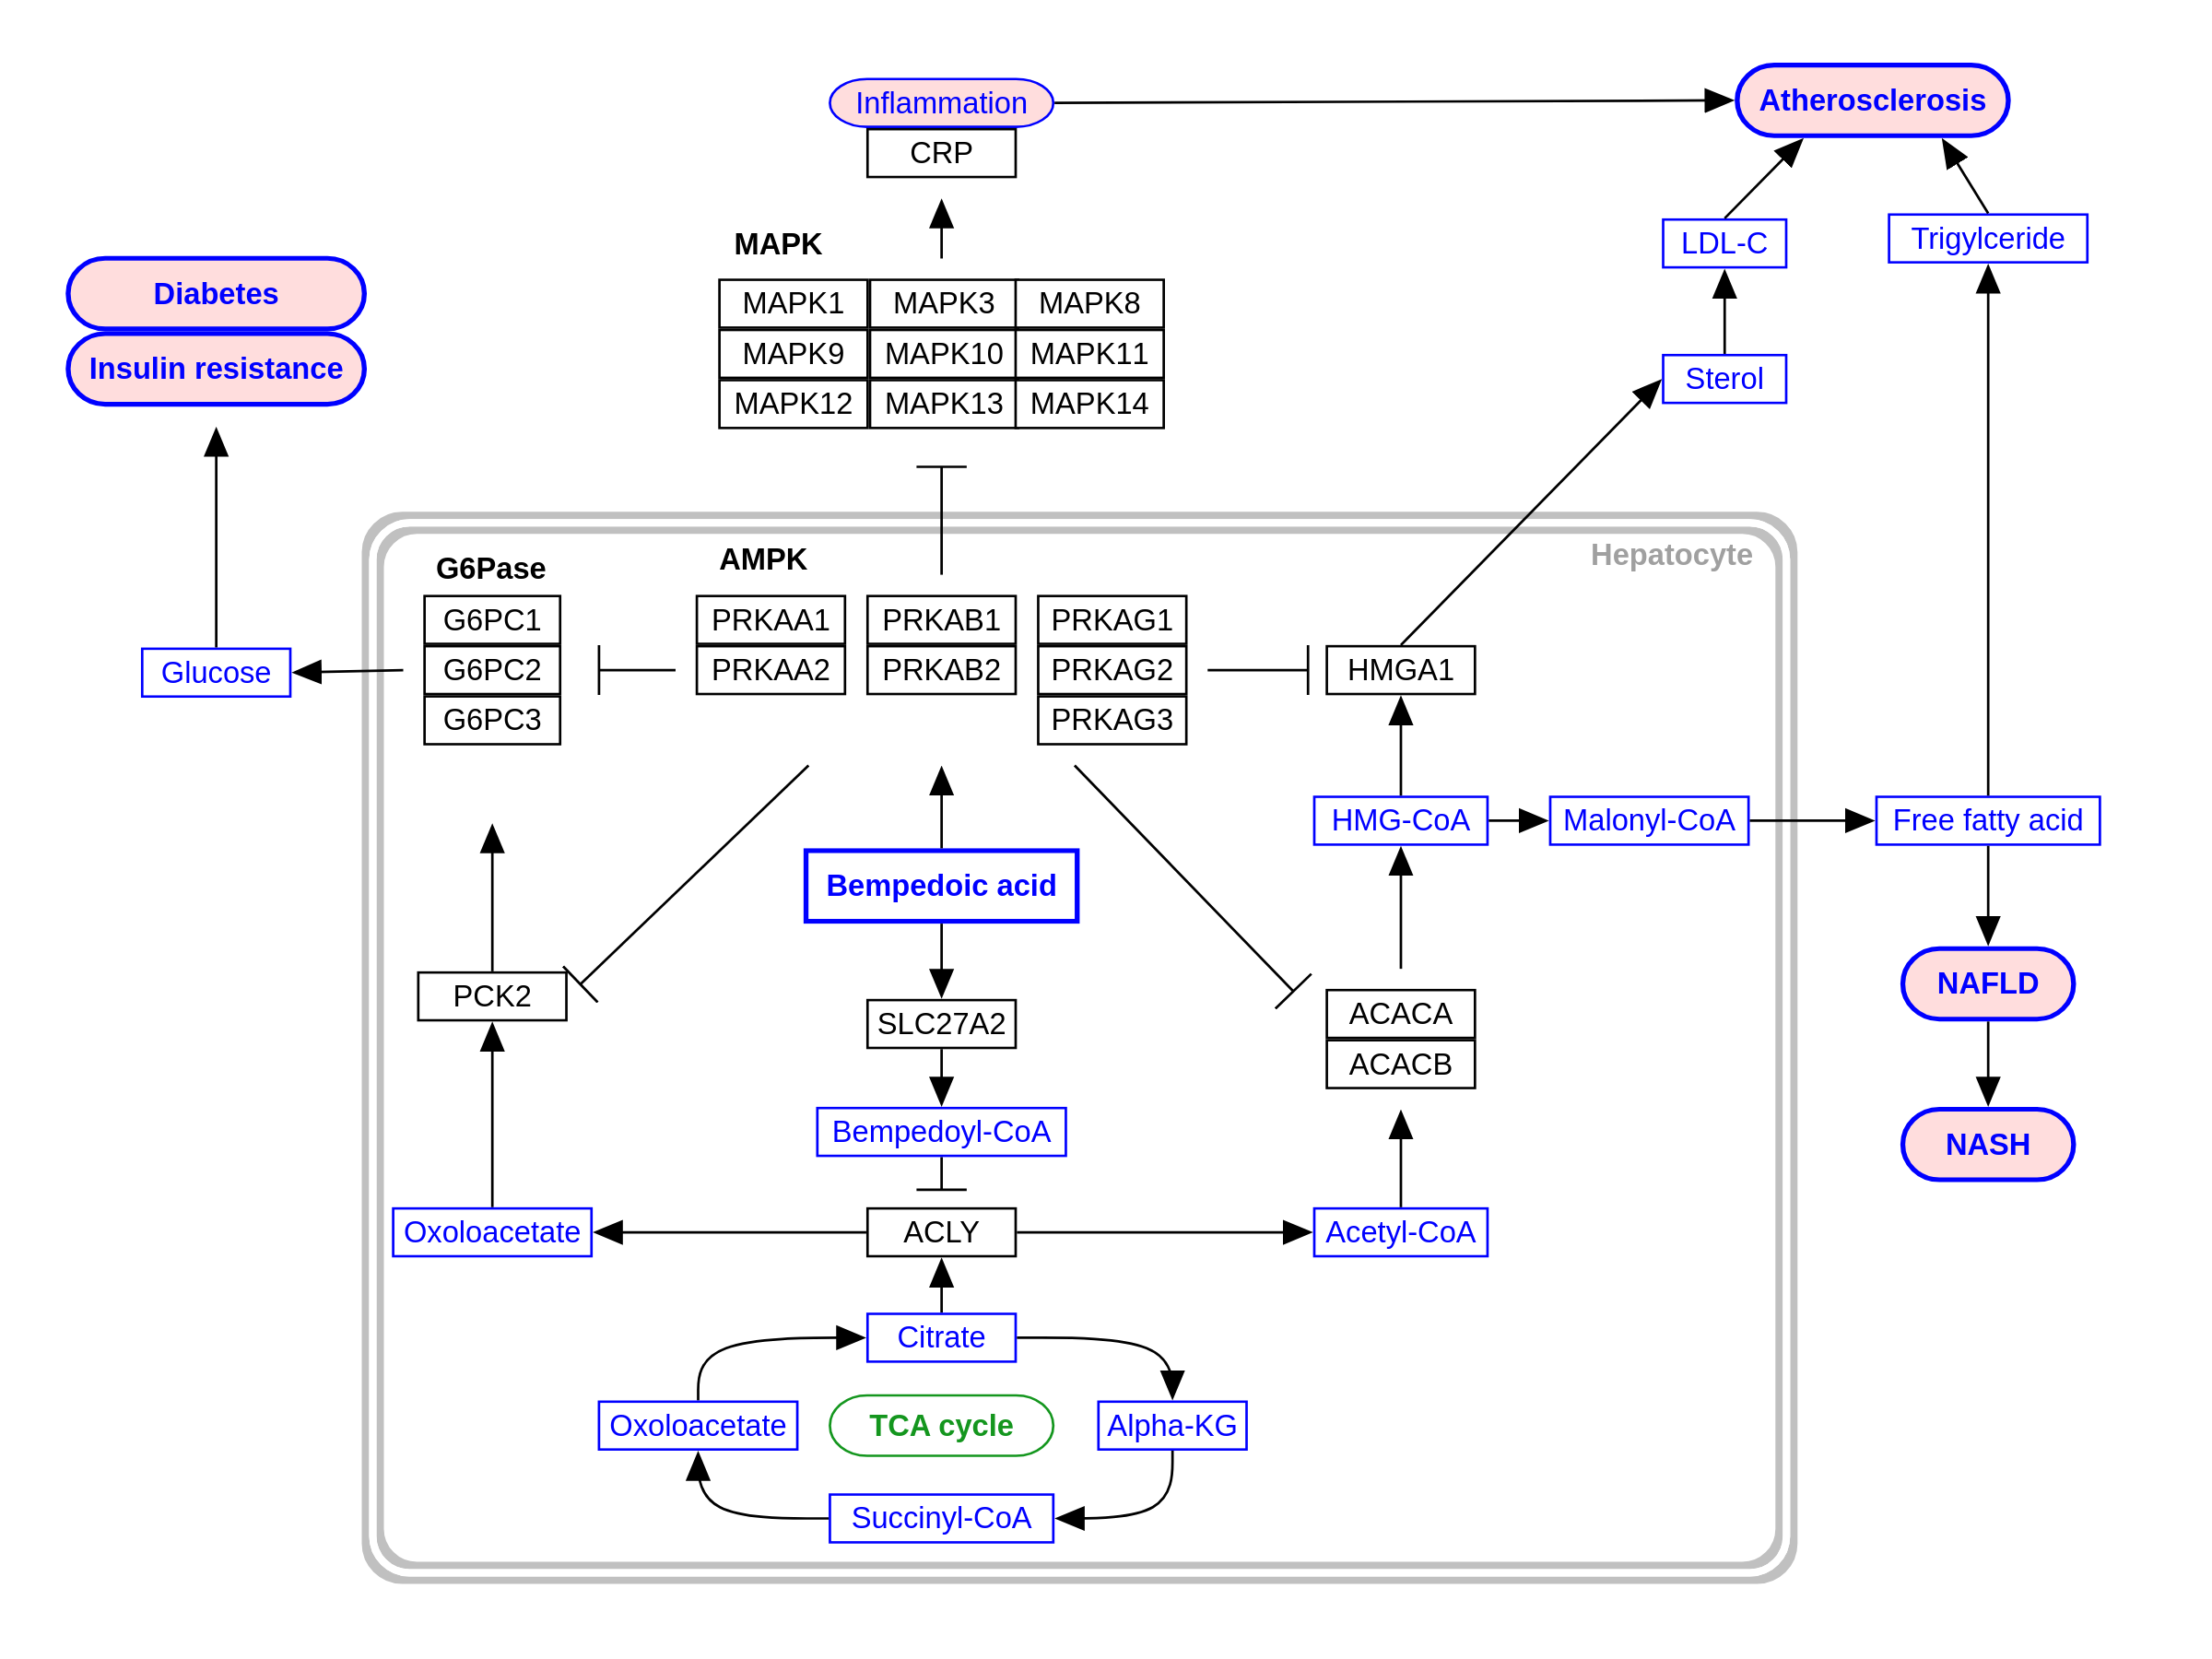 Inflammation
Atherosclerosis
CRP
LDL-C
Trigylceride
MAPK
Diabetes
Insulin resistance
MAPK1 MAPK3 MAPK8
MAPK9 MAPK10 MAPK11
MAPK12 MAPK13 MAPK14
Sterol
Hepatocyte
G6Pase
AMPK
G6PC1
G6PC2
G6PC3
PRKAA1 PRKAB1 PRKAG1
PRKAA2 PRKAB2 PRKAG2
PRKAG3
HMGA1
Glucose
HMG-CoA
Malonyl-CoA
Free fatty acid
Bempedoic acid
NAFLD
PCK2
SLC27A2
ACACA
ACACB
Bempedoyl-CoA
NASH
Oxoloacetate
ACLY
Acetyl-CoA
Citrate
Oxoloacetate
TCA cycle
Alpha-KG
Succinyl-CoA